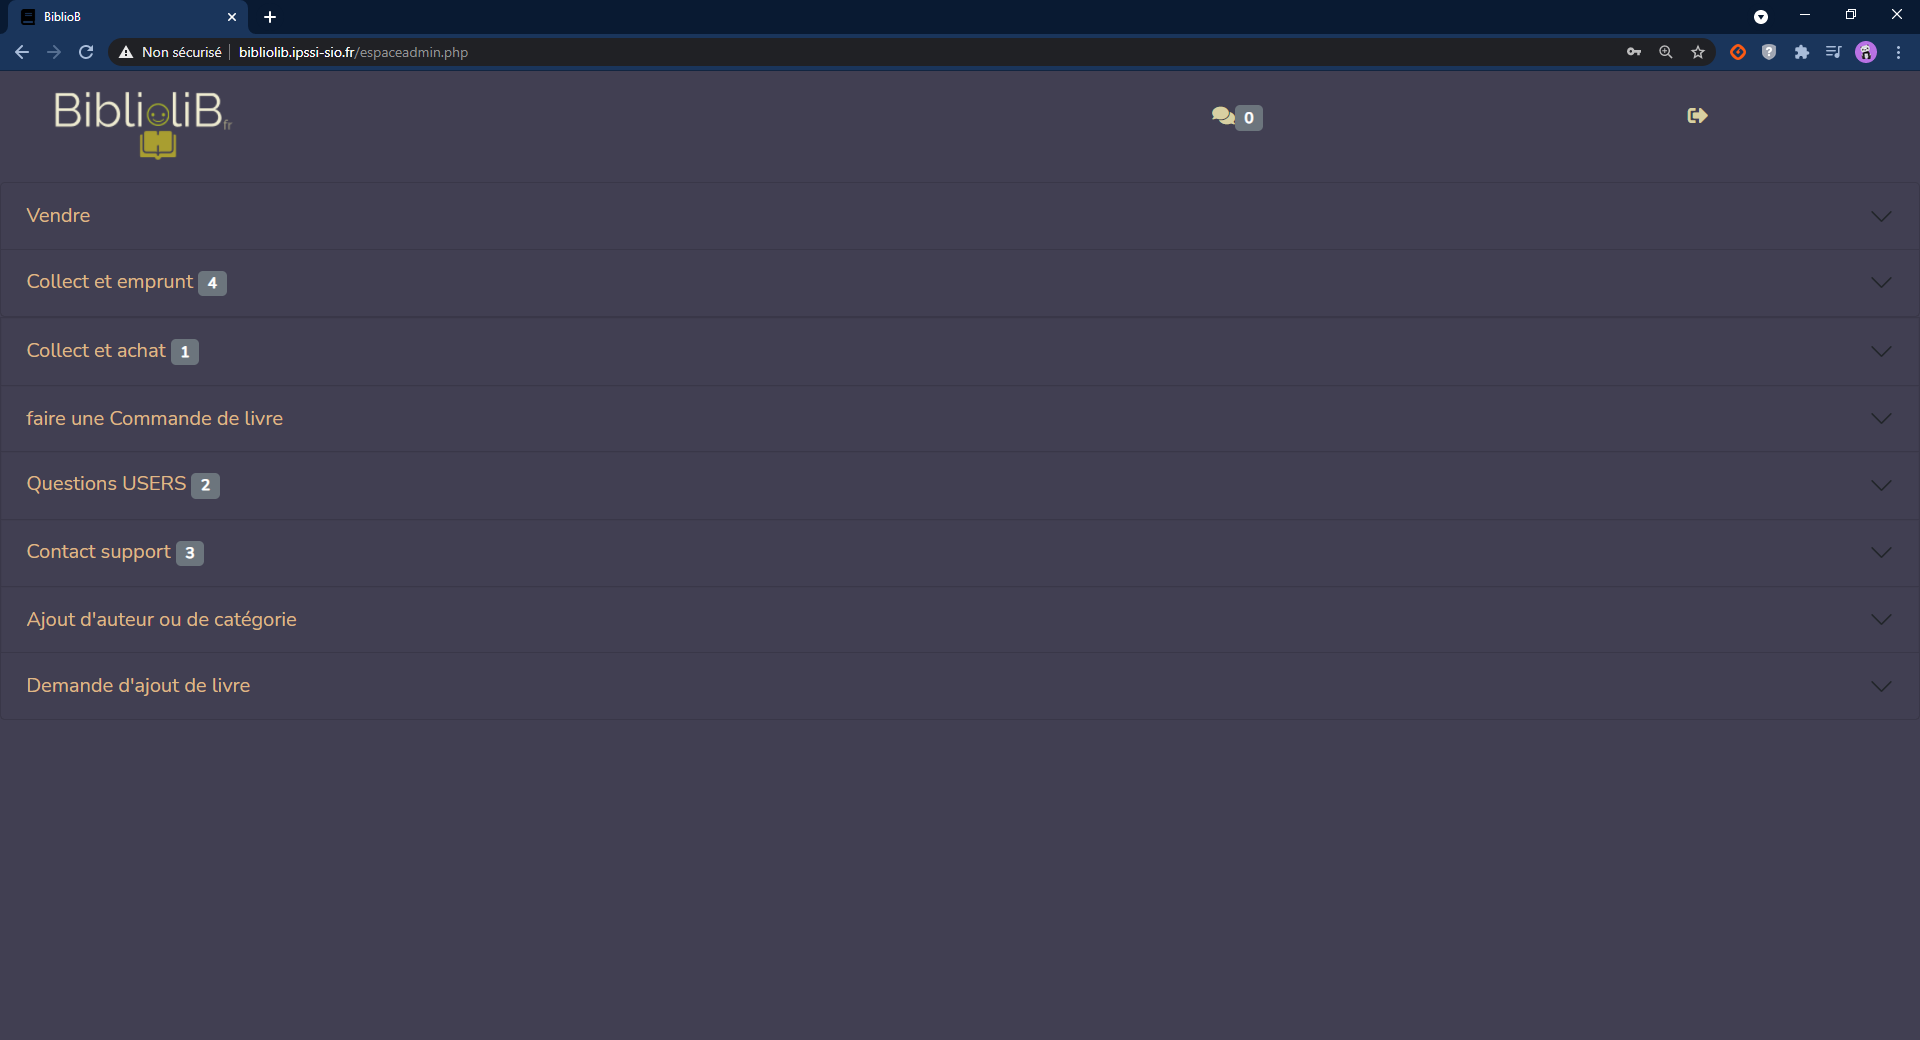 BiblioB
Non sécurisé bibliolib.ipssi-sio.fr/espaceadmin.php
BiblioliB.fr
0
Vendre
Collect et emprunt 4
Collect et achat 1
faire une Commande de livre
Questions USERS 2
Contact support 3
Ajout d'auteur ou de catégorie
Demande d'ajout de livre